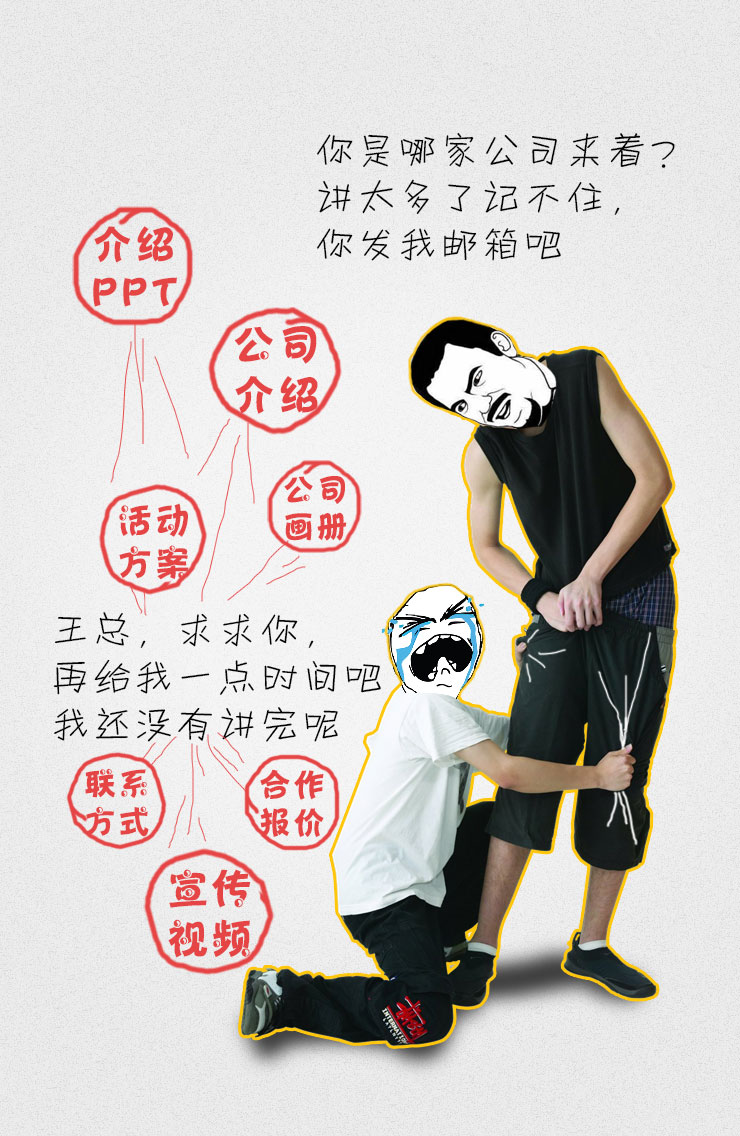 你是哪家公司来着?
讲太多了记不住,
你发我邮箱吧
介绍
PPT
公司
介绍
公司
画册
活动
方案
王总，求求你,
再给我一点时间吧
我还没有讲完呢
联系
方式
合作
报价
宣传
视频